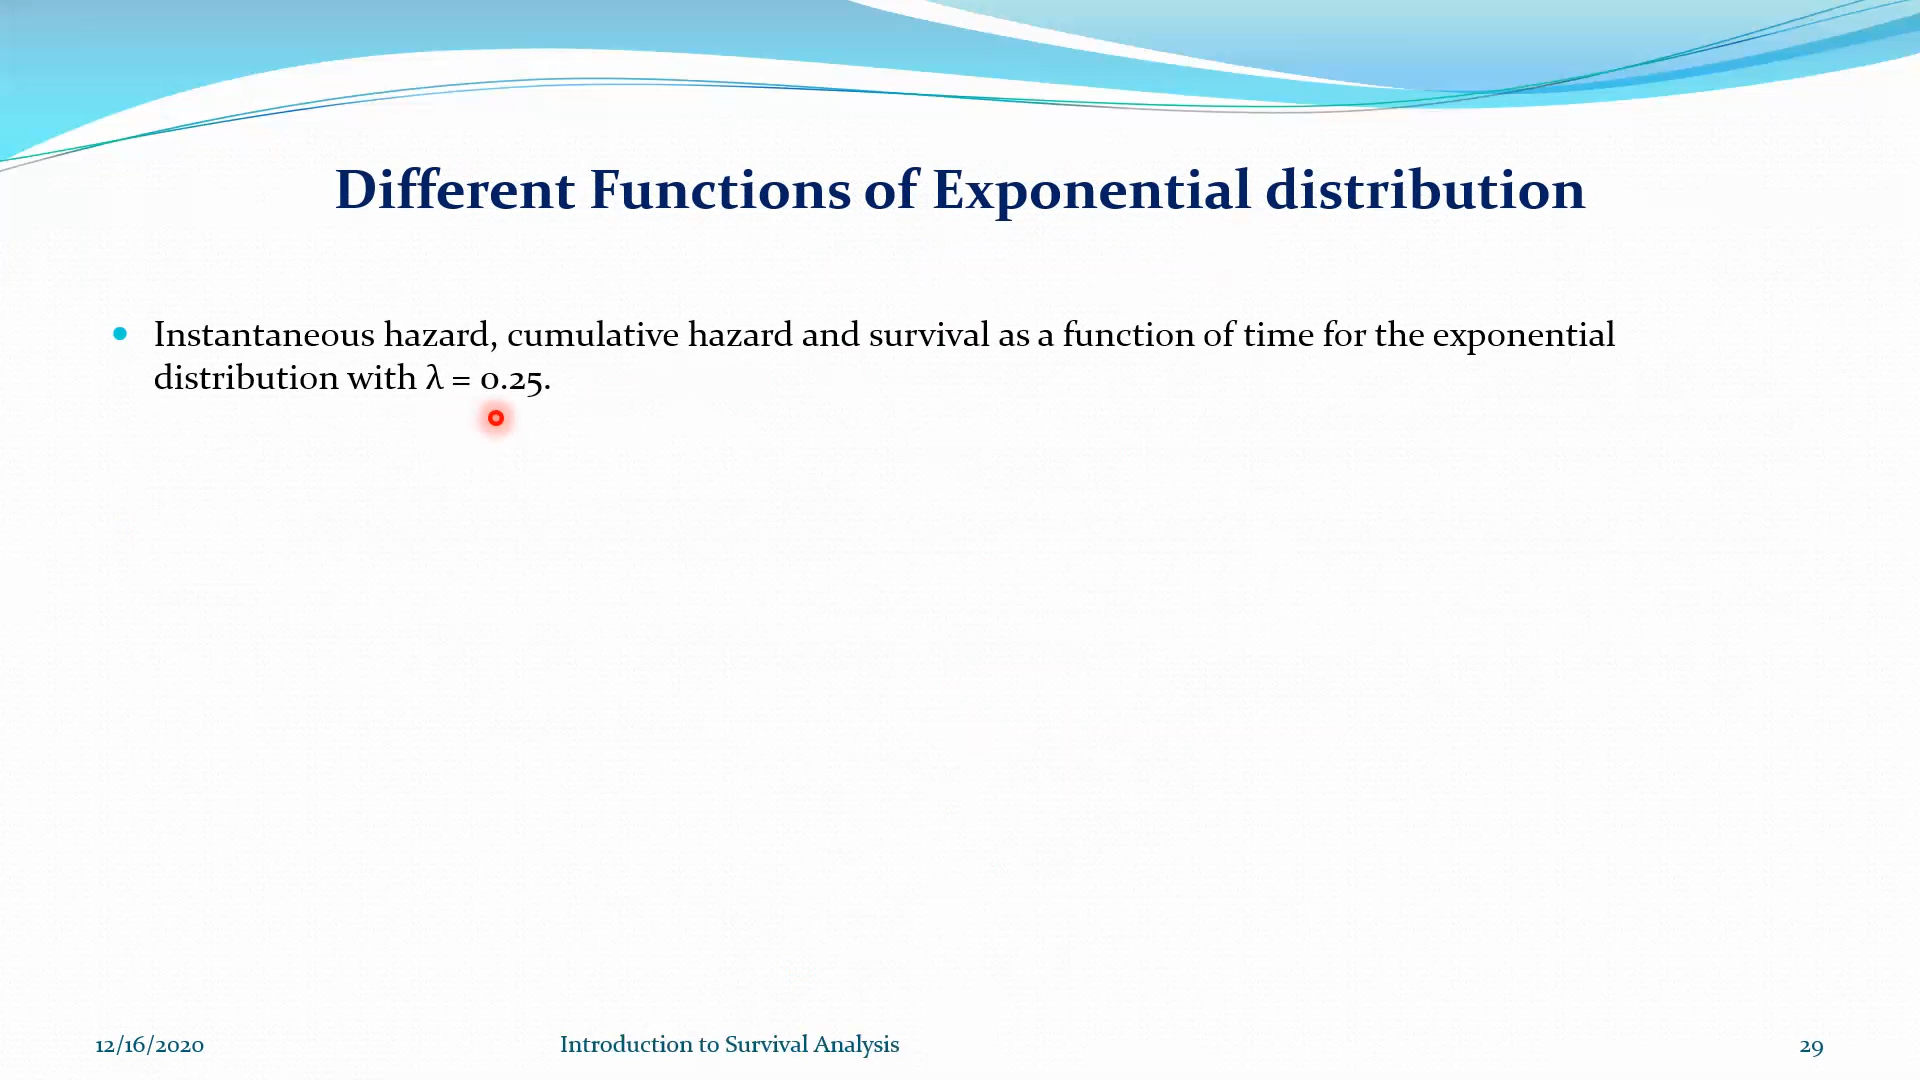 Different Functions of Exponential distribution
Instantaneous hazard, cumulative hazard and survival as a function of time for the exponential
distribution with λ = 0.25.
12/16/2020
Introduction to Survival Analysis
29